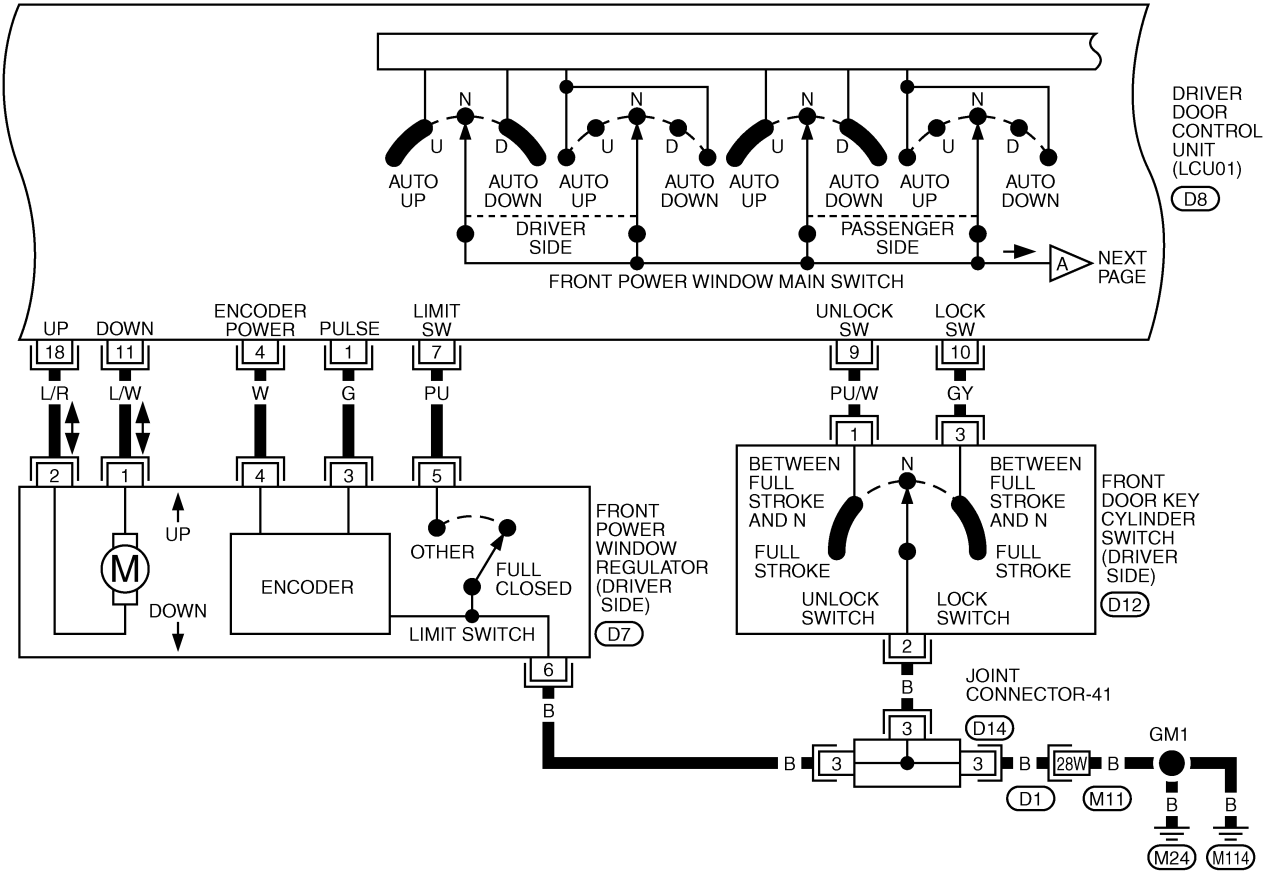 N
U
D
AUTO
UP
AUTO
DOWN
N
U
D
AUTO
UP
AUTO
DOWN
N
U
D
AUTO
UP
AUTO
DOWN
N
U
D
AUTO
UP
AUTO
DOWN
DRIVER
DOOR
CONTROL
UNIT
(LCU01)
D8
DRIVER
SIDE
PASSENGER
SIDE
A
NEXT
PAGE
FRONT POWER WINDOW MAIN SWITCH
UP
DOWN
ENCODER
POWER
PULSE
LIMIT
SW
UNLOCK
SW
LOCK
SW
18
11
4
1
7
9
10
L/R
L/W
W
G
PU
PU/W
GY
2
1
4
3
5
1
3
UP
M
DOWN
ENCODER
OTHER
FULL
CLOSED
LIMIT SWITCH
FRONT
POWER
WINDOW
REGULATOR
(DRIVER
SIDE)
D7
BETWEEN
FULL
STROKE
AND N
FULL
STROKE
N
BETWEEN
FULL
STROKE
AND N
FULL
STROKE
UNLOCK
SWITCH
LOCK
SWITCH
FRONT
DOOR KEY
CYLINDER
SWITCH
(DRIVER
SIDE)
D12
6
B
2
B
JOINT
CONNECTOR-41
D14
3
B
3
3
B
28W
B
GM1
D1
M11
B
B
M24
M114